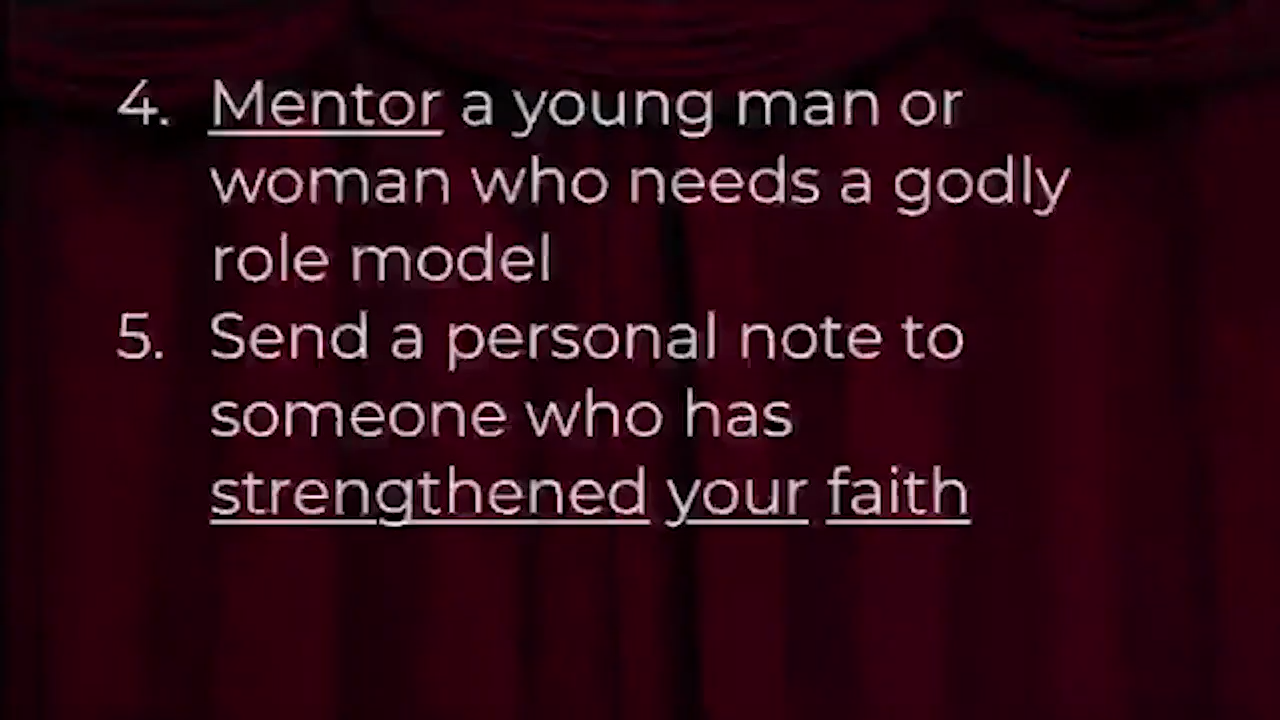 4. Mentor a young man or
woman who needs a godly
role model
5. Send a personal note to
someone who has
strengthened your faith